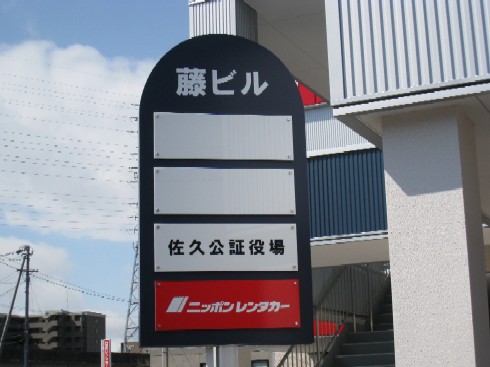 藤ビル
佐久公証役場
ニッポンレンタカー